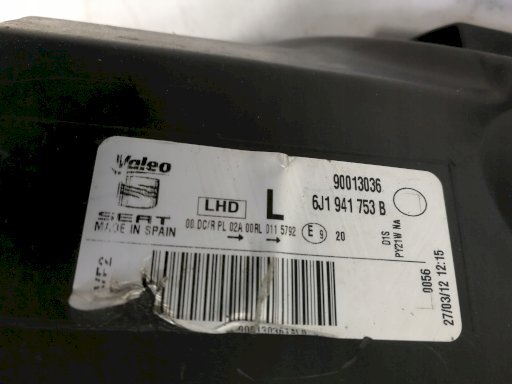 Valeo
SEAT
MADE IN SPAIN
LHD
L
90013036
6J1 941 753 B
00 DC/R PL 02A 00RL 011 5792
E 9 20
D1S
PY21W NA
0056
27/03/12 12:15